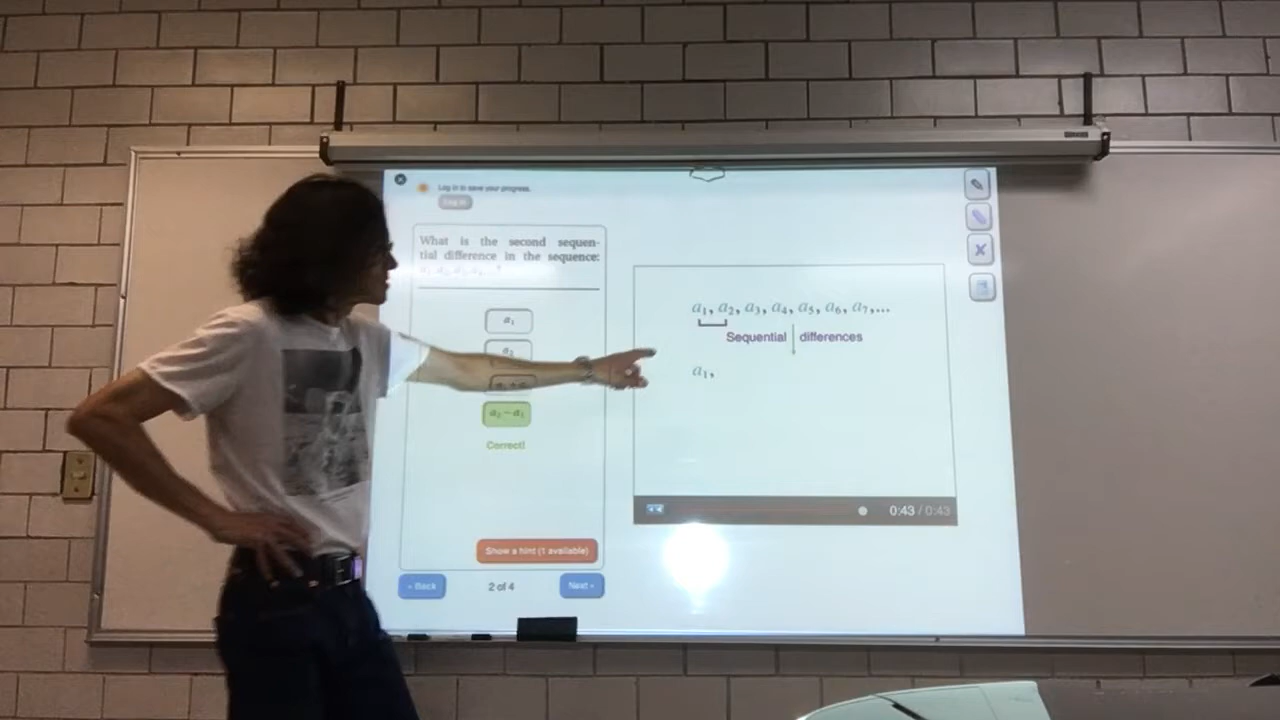 Log in to save your progress.
Log in
What is the second sequen-
tial difference in the sequence:
a₁
a₂
a₂ − a₁
Correct!
Show a hint (1 available)
‹ Back
2 of 4
Next ›
a₁, a₂, a₃, a₄, a₅, a₆, a₇,...
Sequential differences
a₁,
0:43 / 0:43